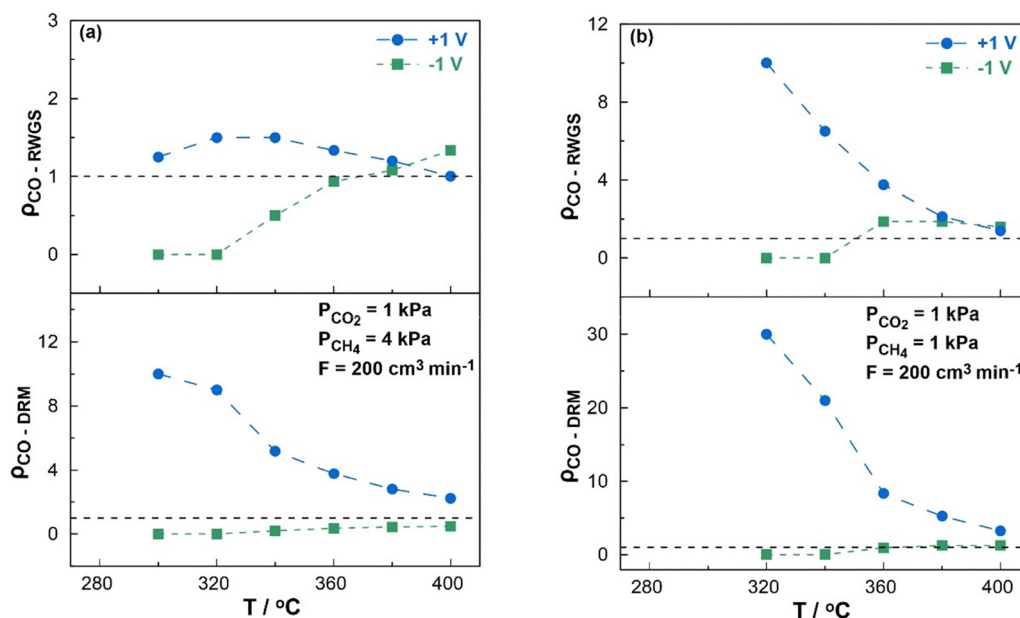 (a)
+1 V
-1 V
3
2
1
0
ρCO - RWGS
PCO2 = 1 kPa
PCH4 = 4 kPa
F = 200 cm³ min⁻¹
12
8
4
0
ρCO - DRM
280 320 360 400
T / °C
(b)
+1 V
-1 V
12
8
4
0
ρCO - RWGS
PCO2 = 1 kPa
PCH4 = 1 kPa
F = 200 cm³ min⁻¹
30
20
10
0
ρCO - DRM
280 320 360 400
T / °C